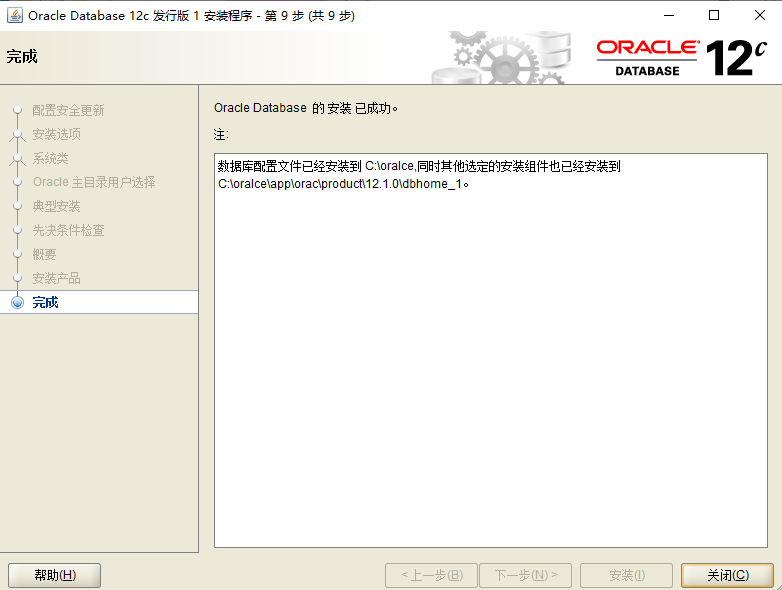 Oracle Database 12c 发行版 1 安装程序 - 第 9 步 (共 9 步)
完成
ORACLE
DATABASE
12c
配置安全更新
安装选项
系统类
Oracle 主目录用户选择
典型安装
先决条件检查
概要
安装产品
完成
Oracle Database 的 安装 已成功。
注:
数据库配置文件已经安装到 C:\oralce,同时其他选定的安装组件也已经安装到
C:\oralce\app\orac\product\12.1.0\dbhome_1。
帮助(H)
< 上一步(B)
下一步(N) >
安装(I)
关闭(C)